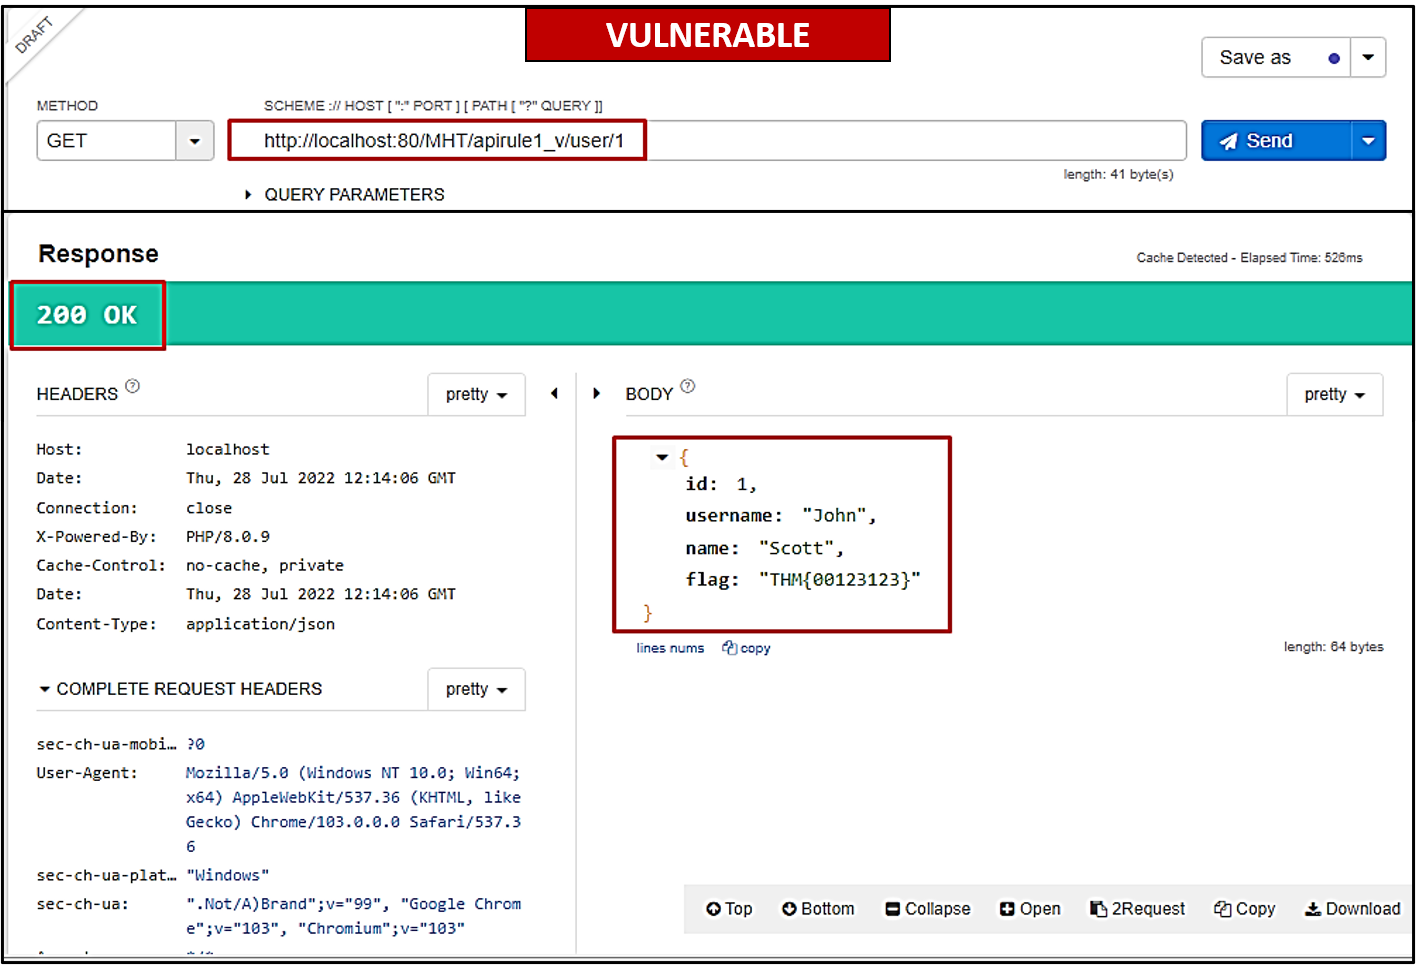 DRAFT
VULNERABLE
Save as
METHOD
SCHEME :// HOST [ ":" PORT ] [ PATH [ "?" QUERY ]]
GET
http://localhost:80/MHT/apirule1_v/user/1
Send
length: 41 byte(s)
QUERY PARAMETERS
Response
Cache Detected - Elapsed Time: 526ms
200 OK
HEADERS ?
pretty
BODY ?
pretty
Host: localhost
Date: Thu, 28 Jul 2022 12:14:06 GMT
Connection: close
X-Powered-By: PHP/8.0.9
Cache-Control: no-cache, private
Date: Thu, 28 Jul 2022 12:14:06 GMT
Content-Type: application/json
{
id: 1,
username: "John",
name: "Scott",
flag: "THM{00123123}"
}
lines nums copy
length: 64 bytes
COMPLETE REQUEST HEADERS
pretty
sec-ch-ua-mobi… ?0
User-Agent: Mozilla/5.0 (Windows NT 10.0; Win64;
x64) AppleWebKit/537.36 (KHTML, like
Gecko) Chrome/103.0.0.0 Safari/537.3
6
sec-ch-ua-plat… "Windows"
sec-ch-ua: ".Not/A)Brand";v="99", "Google Chrom
e";v="103", "Chromium";v="103"
Top Bottom Collapse Open 2Request Copy Download